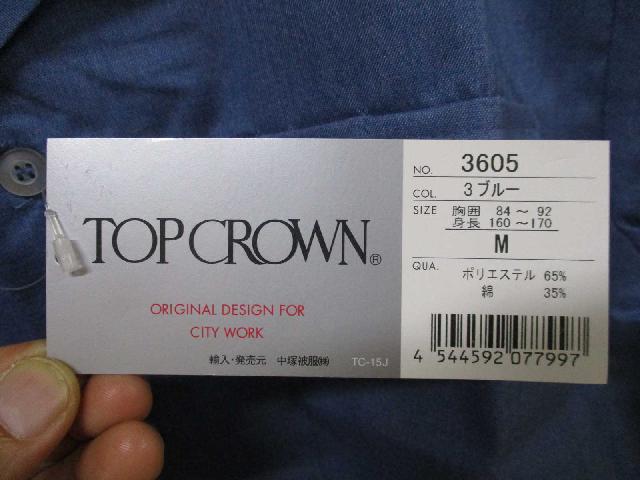 TOP CROWN®
ORIGINAL DESIGN FOR
CITY WORK
輸入・発売元 中塚被服㈱ TC-15J
NO. 3605
COL. 3ブルー
SIZE 胸囲 84～92
身長 160～170
M
QUA. ポリエステル 65%
綿 35%
4 544592 077997